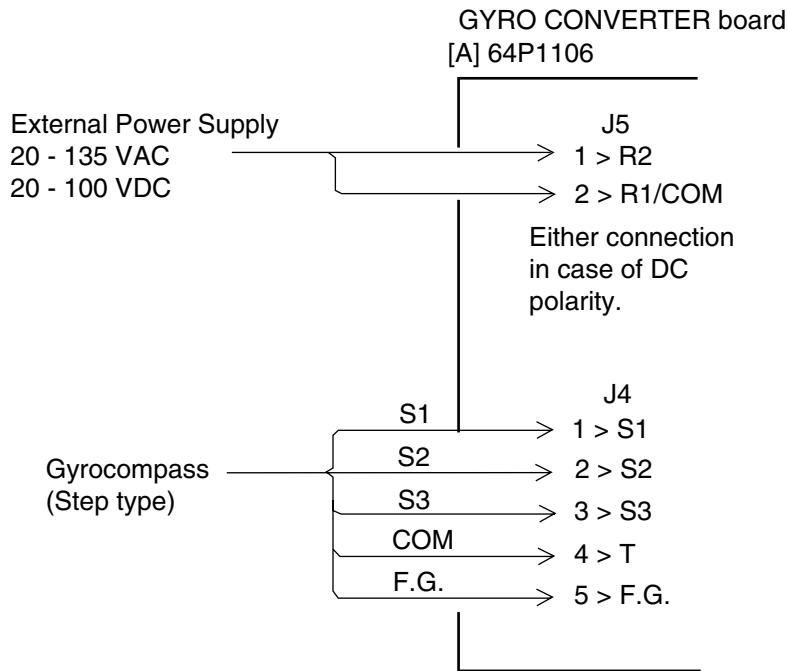 GYRO CONVERTER board
[A] 64P1106
External Power Supply
20 - 135 VAC
20 - 100 VDC
J5
1 > R2
2 > R1/COM
Either connection
in case of DC
polarity.
J4
S1
1 > S1
Gyrocompass
(Step type)
S2
2 > S2
S3
3 > S3
COM
4 > T
F.G.
5 > F.G.